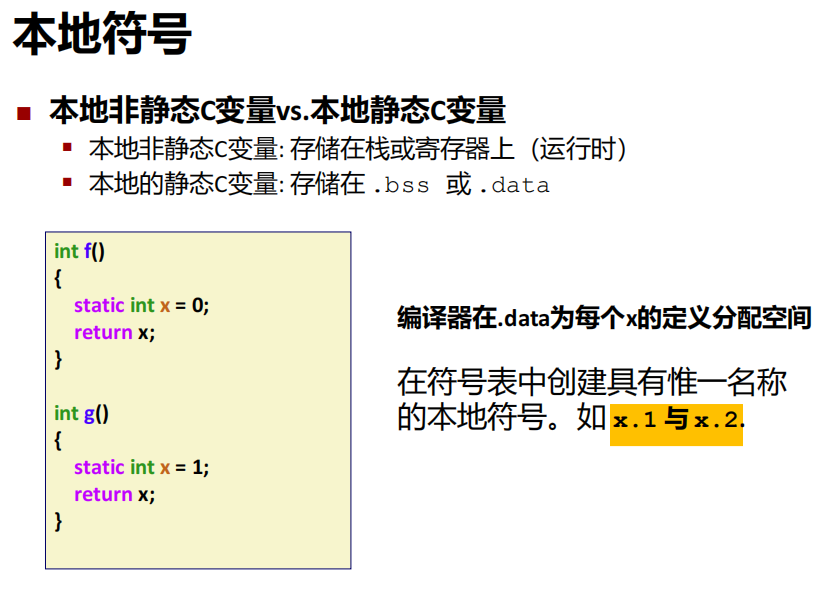 本地符号
本地非静态C变量vs.本地静态C变量
本地非静态C变量: 存储在栈或寄存器上（运行时）
本地的静态C变量: 存储在 .bss 或 .data
int f()
{
static int x = 0;
return x;
}
int g()
{
static int x = 1;
return x;
}
编译器在.data为每个x的定义分配空间
在符号表中创建具有惟一名称
的本地符号。如 x.1 与 x.2.